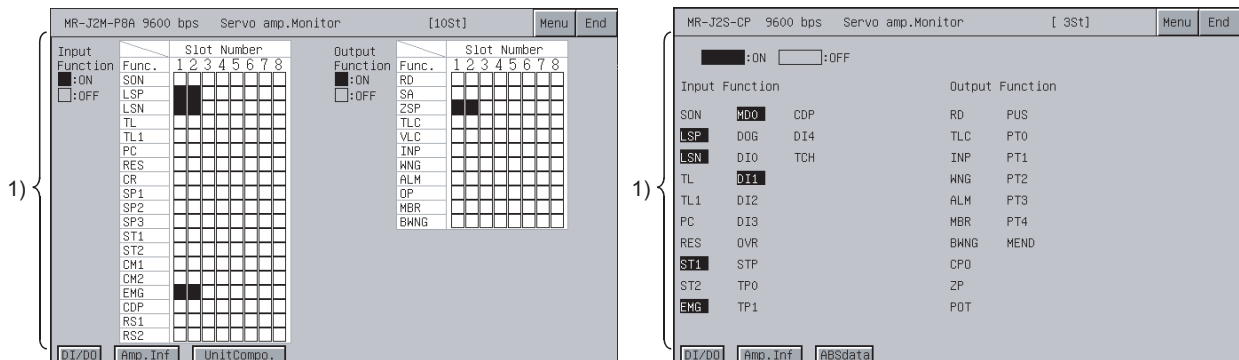 MR-J2M-P8A 9600 bps Servo amp.Monitor [10St] Menu End
Input Function
:ON
:OFF
Slot Number
Func. 1 2 3 4 5 6 7 8
SON
LSP
LSN
TL
TL1
PC
RES
CR
SP1
SP2
SP3
ST1
ST2
CM1
CM2
EMG
CDP
RS1
RS2
Output Function
:ON
:OFF
Slot Number
Func. 1 2 3 4 5 6 7 8
RD
SA
ZSP
TLC
VLC
INP
WNG
ALM
OP
MBR
BWNG
1)
DI/DO Amp.Inf UnitCompo.
MR-J2S-CP 9600 bps Servo amp.Monitor [ 3St] Menu End
:ON :OFF
Input Function Output Function
SON MDO CDP RD PUS
LSP DOG DI4 TLC PT0
LSN DI0 TCH INP PT1
TL DI1 WNG PT2
TL1 DI2 ALM PT3
PC DI3 MBR PT4
RES OVR BWNG MEND
ST1 STP CPO
ST2 TP0 ZP
EMG TP1 POT
1)
DI/DO Amp.Inf ABSdata